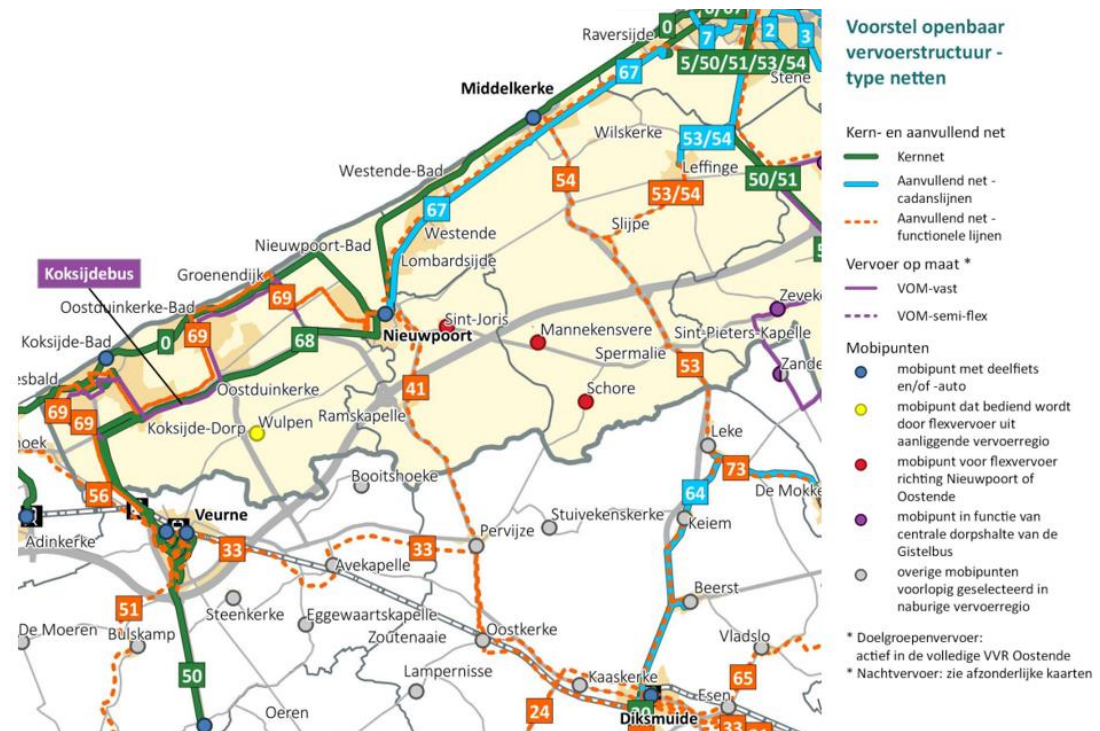 0
7
2
3
Raversijde
5/50/51/53/54
67
Stene
Middelkerke
Wilskerke
53/54
Leffinge
Westende-Bad
54
53/54
50/51
67
Slijpe
Westende
Nieuwpoort-Bad
Lombardsijde
Koksijdebus
Groenendijk
69
Oostduinkerke-Bad
Sint-Joris
Zeveke
Nieuwpoort
Mannekensvere
Sint-Pieters-Kapelle
Koksijde-Bad
0
69
68
Spermalie
53
Zande
esbald
Oostduinkerke
41
Schore
69
69
Koksijde-Dorp
Wulpen
Ramskapelle
hoek
Leke
73
Booitshoeke
De Mokke
56
64
Veurne
Stuivekenskerke
Keiem
Adinkerke
33
Pervijze
33
Avekapelle
51
Steenkerke
Eggewaartskapelle
Beerst
De Moeren
Bulskamp
Zoutenaaie
Oostkerke
Vladslo
50
Lampernisse
Kaaskerke
65
Oeren
24
Diksmuide
Esen
33
Voorstel openbaar
vervoerstructuur -
type netten
Kern- en aanvullend net
Kernnet
Aanvullend net -
cadanslijnen
Aanvullend net -
functionele lijnen
Vervoer op maat *
VOM-vast
VOM-semi-flex
Mobipunten
mobipunt met deelfiets
en/of -auto
mobipunt dat bediend wordt
door flexvervoer uit
aanliggende vervoerregio
mobipunt voor flexvervoer
richting Nieuwpoort of
Oostende
mobipunt in functie van
centrale dorpshalte van de
Gistelbus
overige mobipunten
voorlopig geselecteerd in
naburige vervoerregio
* Doelgroepenvervoer:
actief in de volledige VVR Oostende
* Nachtvervoer: zie afzonderlijke kaarten